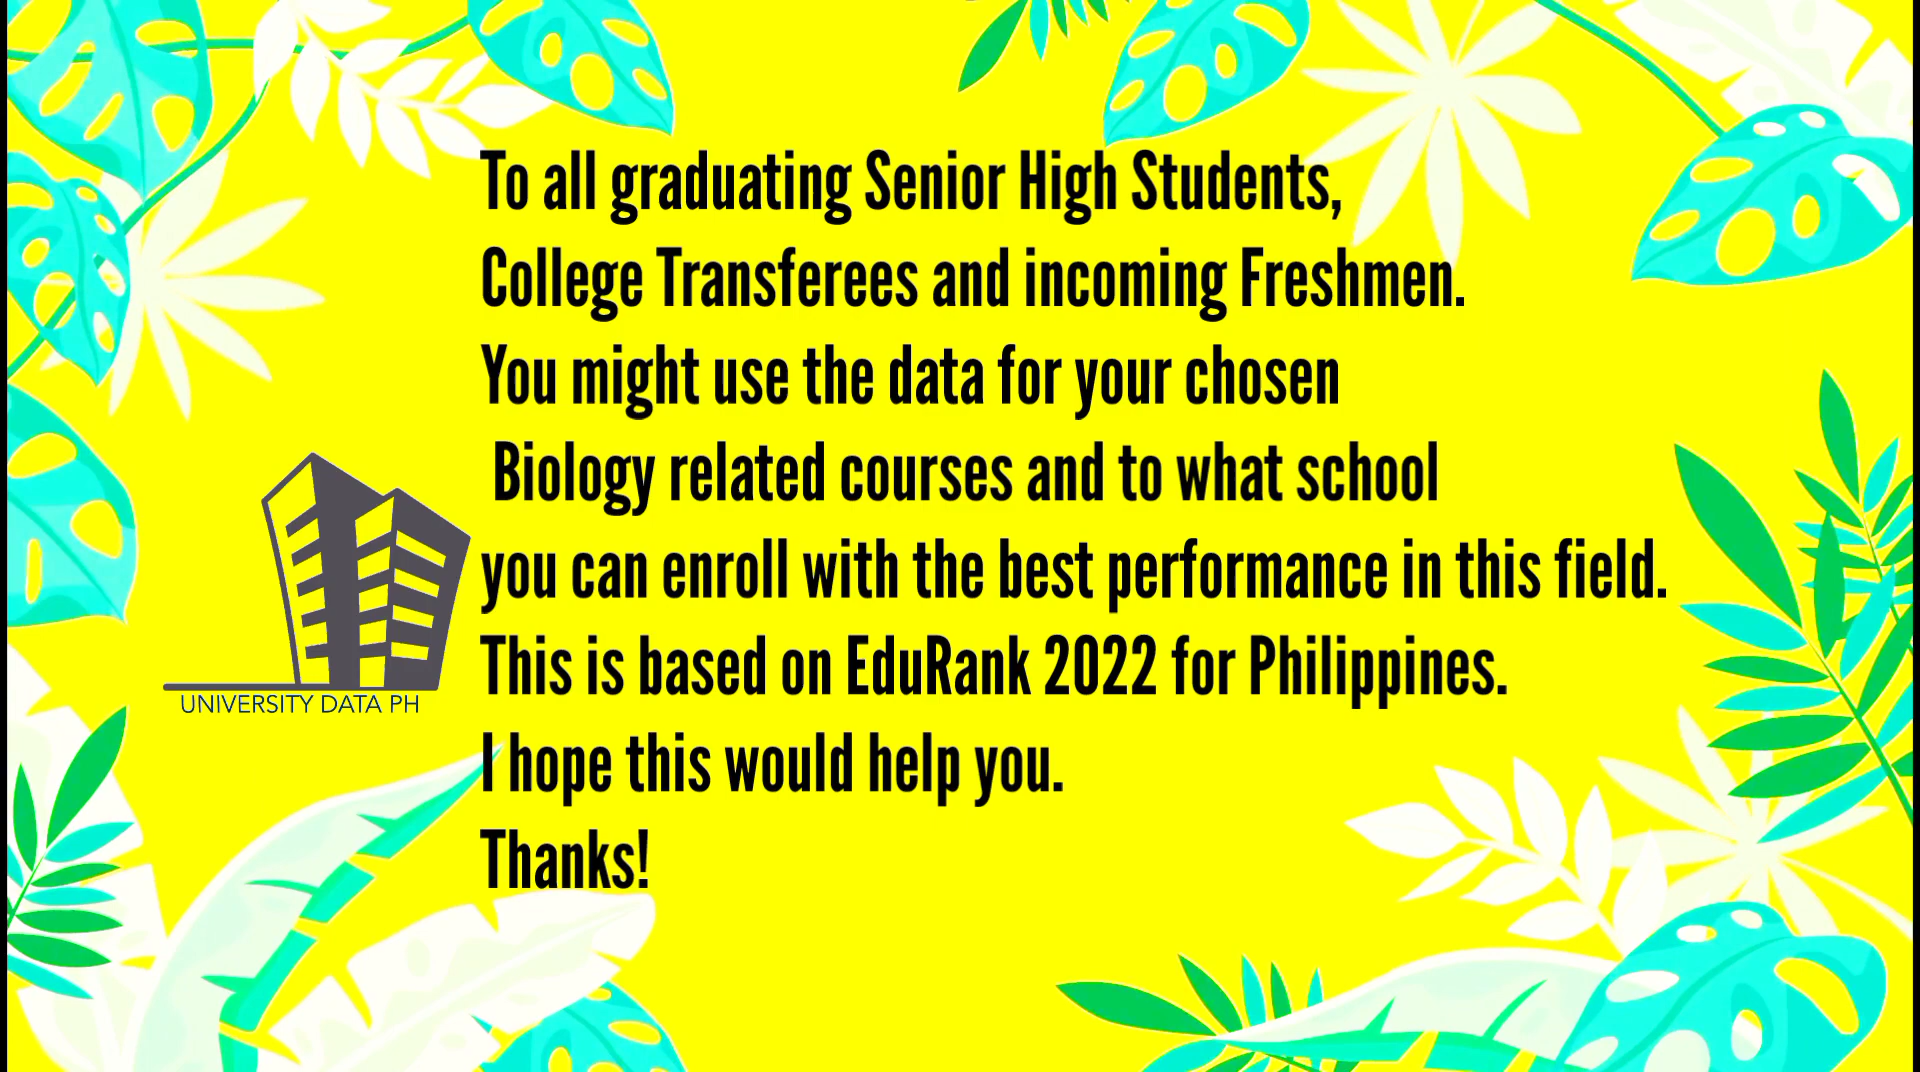 To all graduating Senior High Students,
College Transferees and incoming Freshmen.
You might use the data for your chosen
Biology related courses and to what school
you can enroll with the best performance in this field.
This is based on EduRank 2022 for Philippines.
I hope this would help you.
Thanks!
UNIVERSITY DATA PH